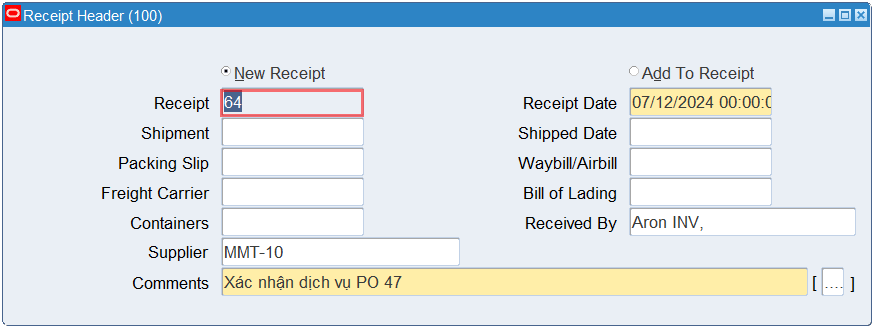 Receipt Header (100)
New Receipt Add To Receipt
Receipt 64 Receipt Date 07/12/2024 00:00:0
Shipment Shipped Date
Packing Slip Waybill/Airbill
Freight Carrier Bill of Lading
Containers Received By Aron INV,
Supplier MMT-10
Comments Xác nhận dịch vụ PO 47 [ .... ]